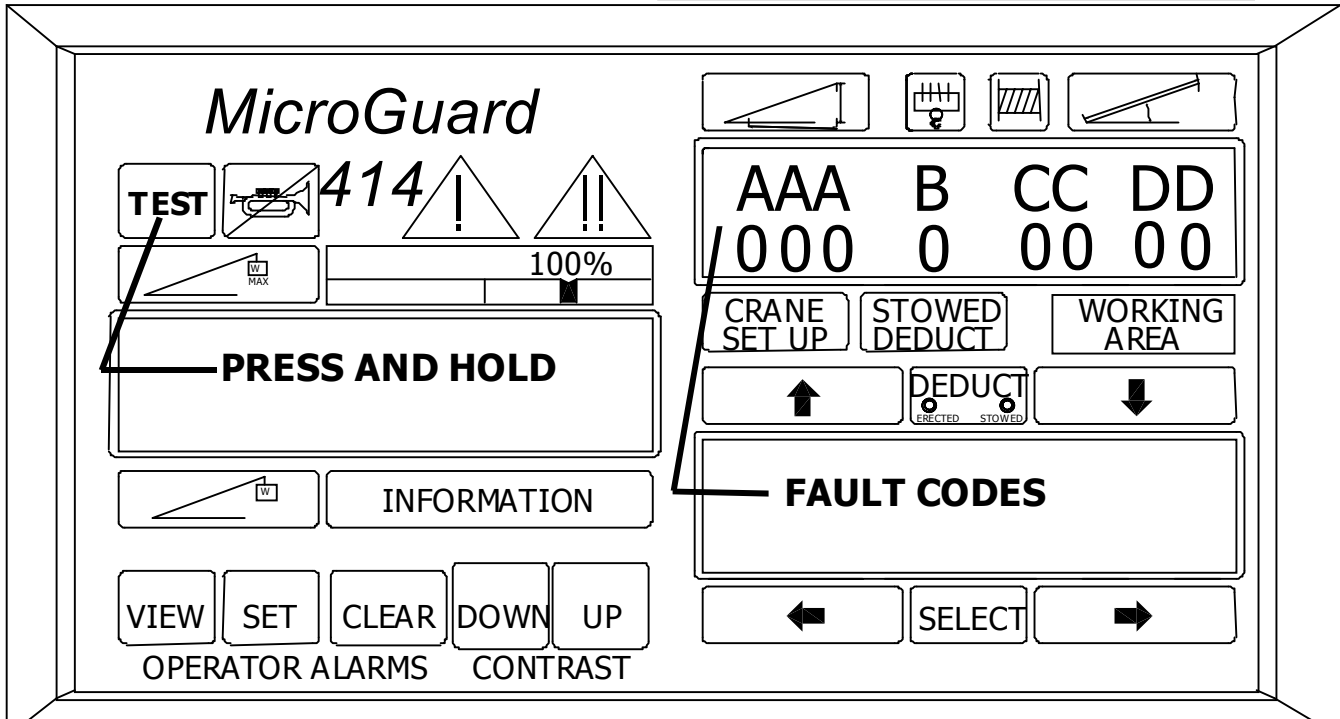 MicroGuard
414
TEST
!
!!
W
MAX
100%
PRESS AND HOLD
W
INFORMATION
VIEW
SET
CLEAR
DOWN
UP
OPERATOR ALARMS
CONTRAST
AAA B CC DD
000 0 00 00
CRANE
SET UP
STOWED
DEDUCT
WORKING
AREA
DEDUCT
ERECTED STOWED
FAULT CODES
SELECT